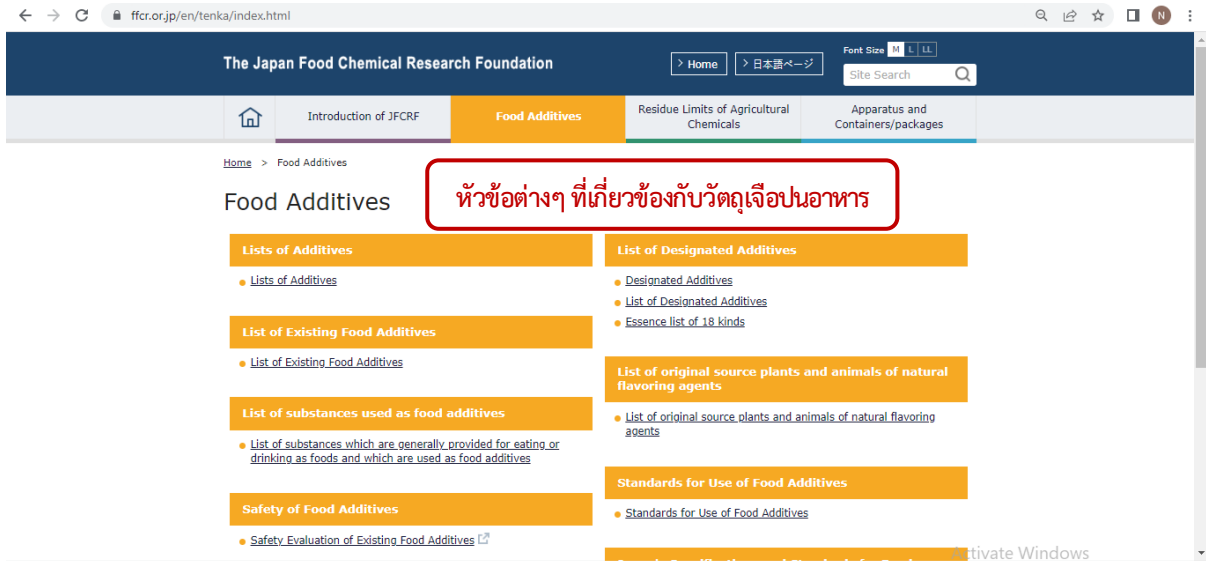 ffcr.or.jp/en/tenka/index.html
N
The Japan Food Chemical Research Foundation
> Home
> 日本語ページ
Font Size M L LL
Site Search
Introduction of JFCRF
Food Additives
Residue Limits of Agricultural
Chemicals
Apparatus and
Containers/packages
Home > Food Additives
Food Additives
หัวข้อต่างๆ ที่เกี่ยวข้องกับวัตถุเจือปนอาหาร
Lists of Additives
Lists of Additives
List of Existing Food Additives
List of Existing Food Additives
List of substances used as food additives
List of substances which are generally provided for eating or
drinking as foods and which are used as food additives
Safety of Food Additives
Safety Evaluation of Existing Food Additives
List of Designated Additives
Designated Additives
List of Designated Additives
Essence list of 18 kinds
List of original source plants and animals of natural
flavoring agents
List of original source plants and animals of natural flavoring
agents
Standards for Use of Food Additives
Standards for Use of Food Additives
Activate Windows